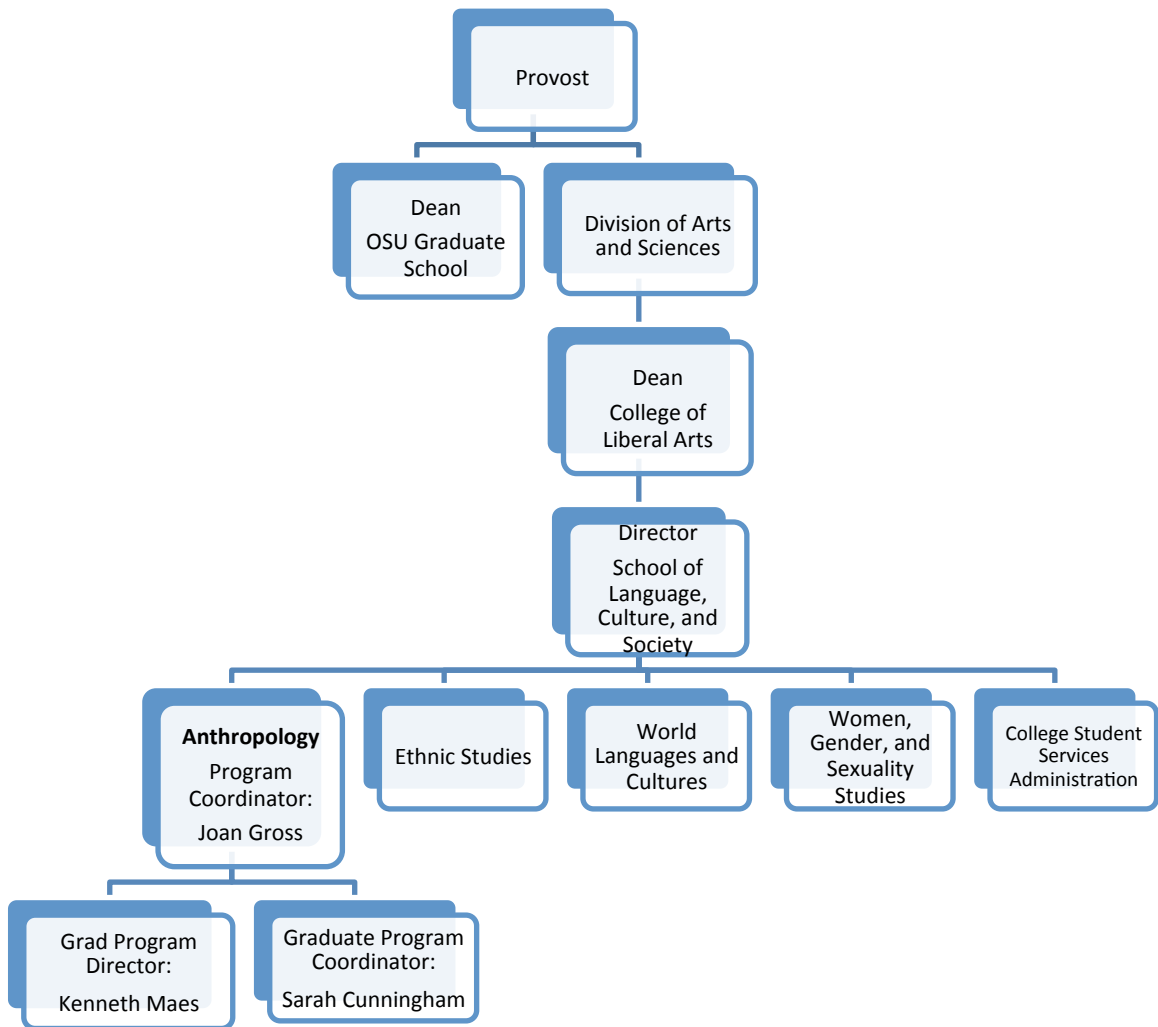 Provost
Dean
OSU Graduate
School
Division of Arts
and Sciences
Dean
College of
Liberal Arts
Director
School of
Language,
Culture, and
Society
Anthropology
Program
Coordinator:
Joan Gross
Ethnic Studies
World
Languages and
Cultures
Women,
Gender, and
Sexuality
Studies
College Student
Services
Administration
Grad Program
Director:
Kenneth Maes
Graduate Program
Coordinator:
Sarah Cunningham